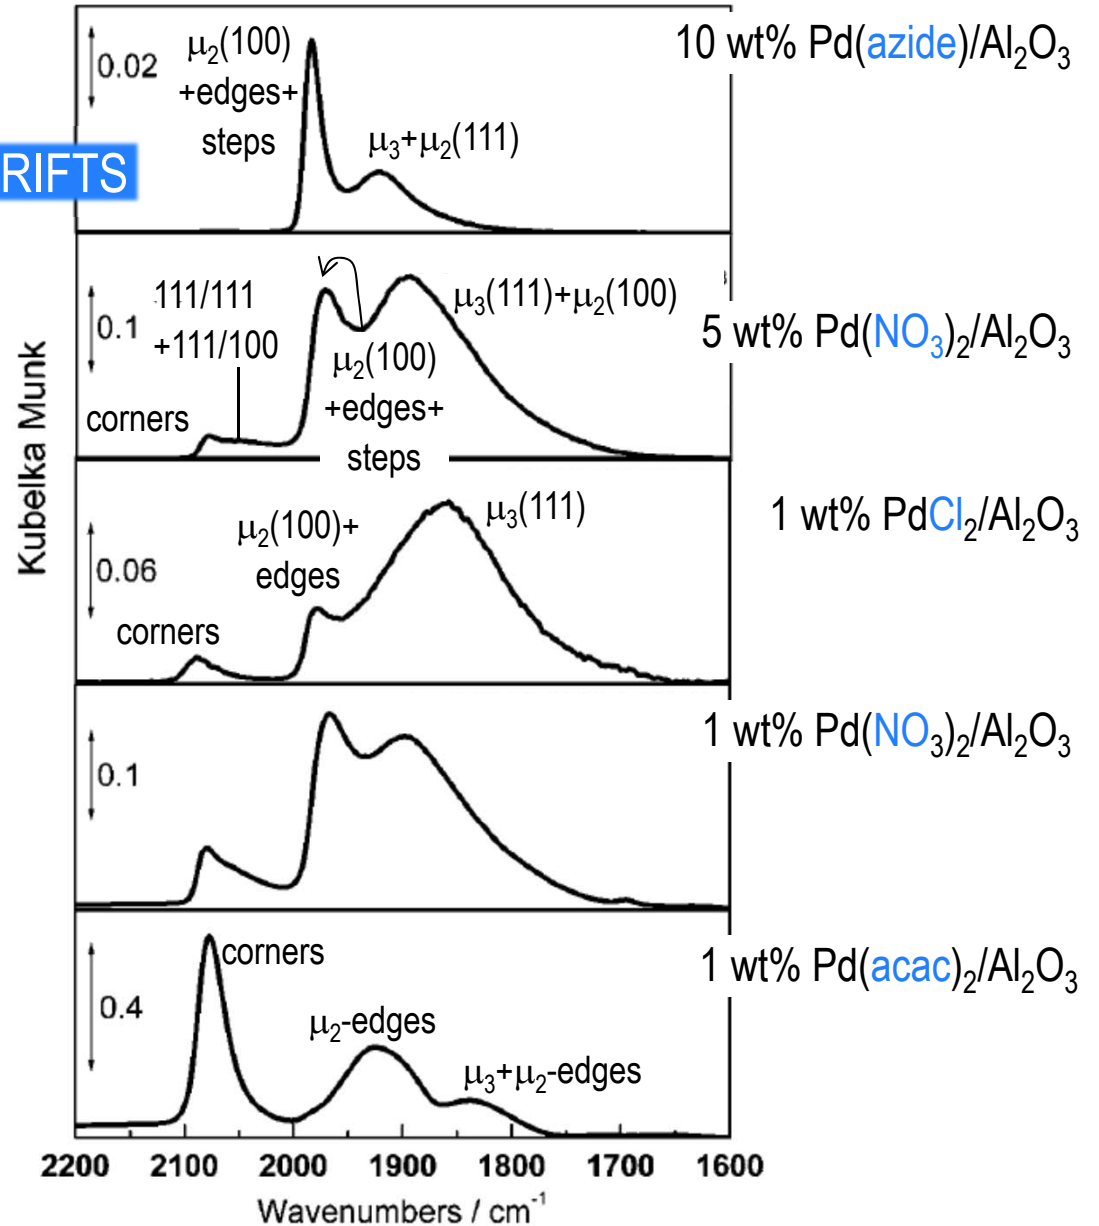 10 wt% Pd(azide)/Al₂O₃
μ₂(100)
+edges+
steps
0.02
μ₃+μ₂(111)
RIFTS
5 wt% Pd(NO₃)₂/Al₂O₃
111/111
+111/100
0.1
μ₃(111)+μ₂(100)
μ₂(100)
+edges+
steps
corners
Kubelka Munk
1 wt% PdCl₂/Al₂O₃
μ₂(100)+
edges
μ₃(111)
0.06
corners
1 wt% Pd(NO₃)₂/Al₂O₃
0.1
1 wt% Pd(acac)₂/Al₂O₃
corners
0.4
μ₂-edges
μ₃+μ₂-edges
2200 2100 2000 1900 1800 1700 1600
Wavenumbers / cm⁻¹